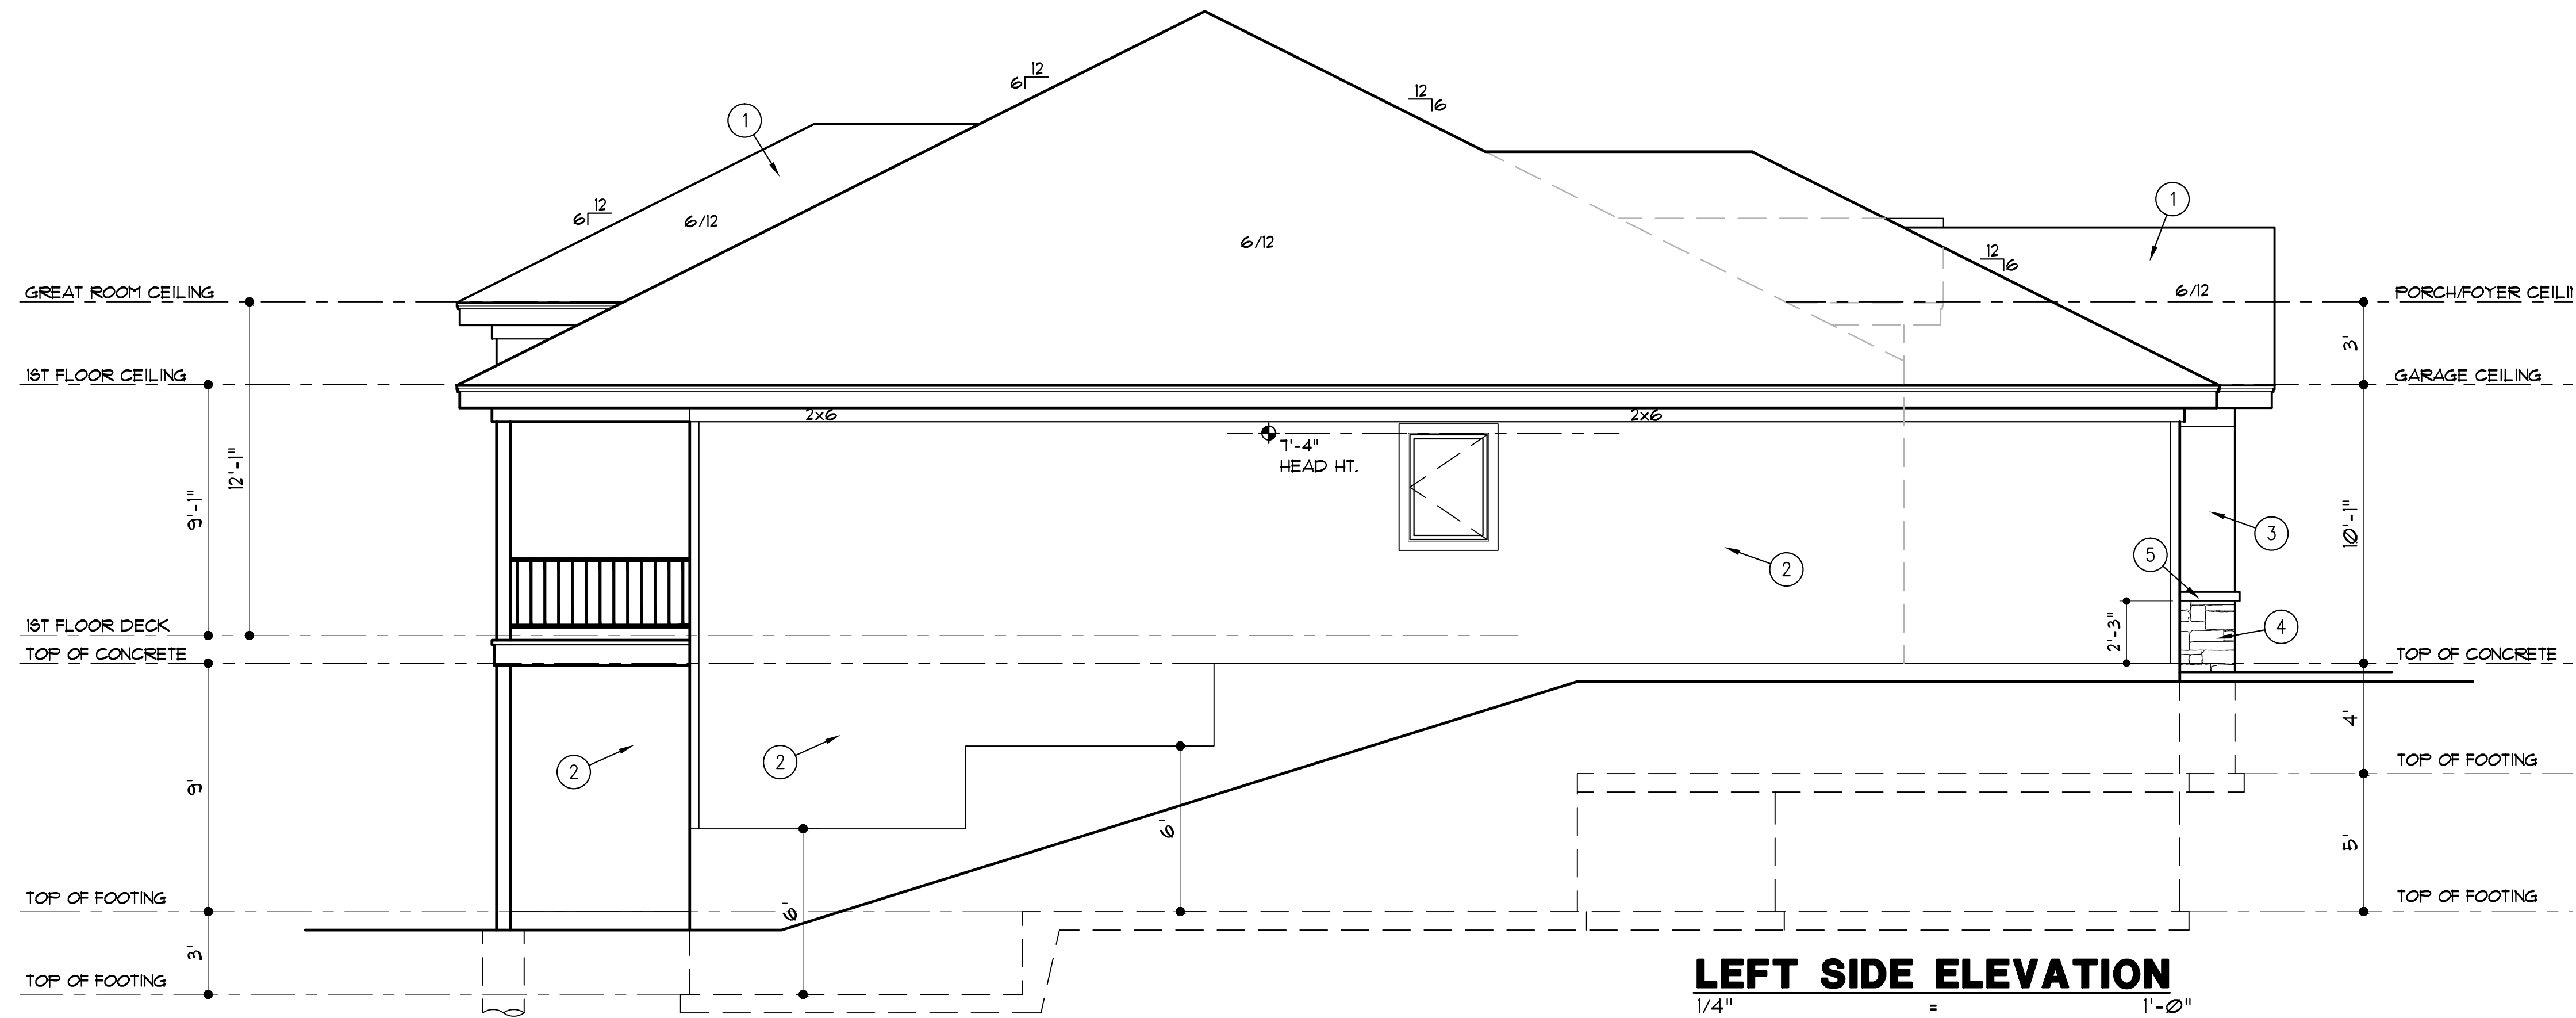 12
6
12
6
1
12
6
6/12
6/12
1
12
6
6/12
GREAT ROOM CEILING
PORCH/FOYER
3'
1ST FLOOR CEILING
GARAGE CEILING
2x6
2x6
7'-4"
HEAD HT.
12'-1"
9'-1"
10'-1"
3
5
2
2'-3"
4
1ST FLOOR DECK
TOP OF CONCRETE
TOP OF CONCRETE
4'
2
2
TOP OF FOOTING
9'
6'
5'
TOP OF FOOTING
TOP OF FOOTING
6'
3'
TOP OF FOOTING
LEFT SIDE ELEVATION
1/4" = 1'-0"